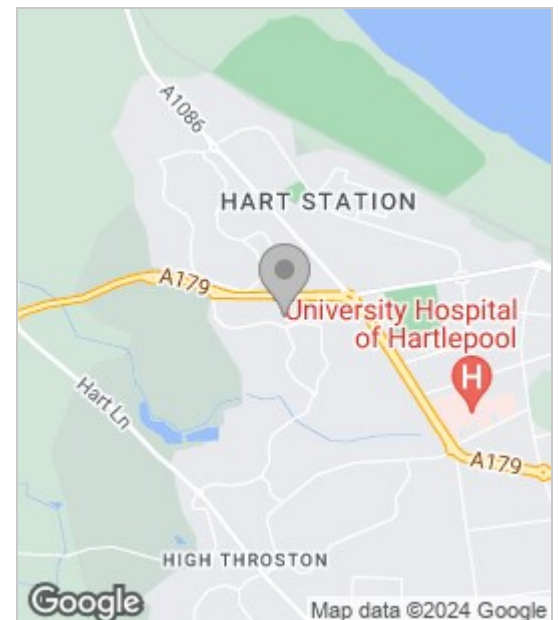 A1086
HART STATION
A179
University Hospital
of Hartlepool
H
Hart Ln
A179
HIGH THROSTON
Google
Map data ©2024 Google